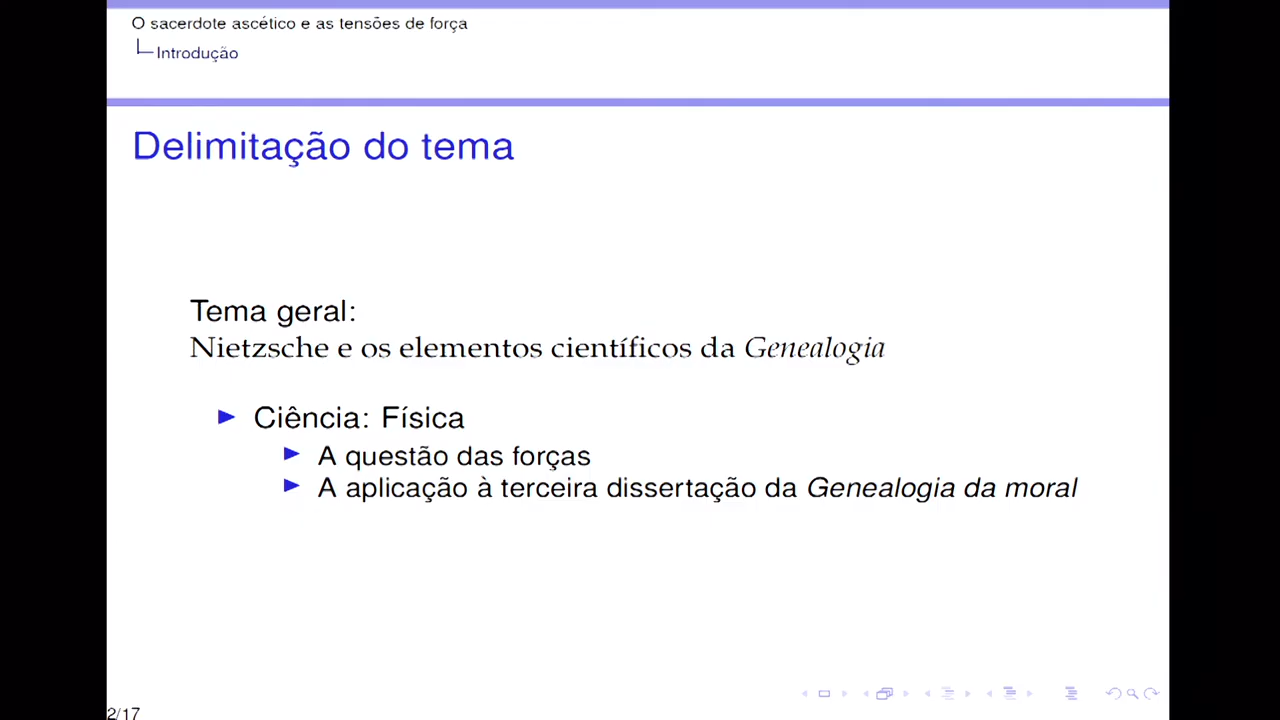 O sacerdote ascético e as tensões de força
Introdução
Delimitação do tema
Tema geral:
Nietzsche e os elementos científicos da Genealogia
Ciência: Física
A questão das forças
A aplicação à terceira dissertação da Genealogia da moral
2/17